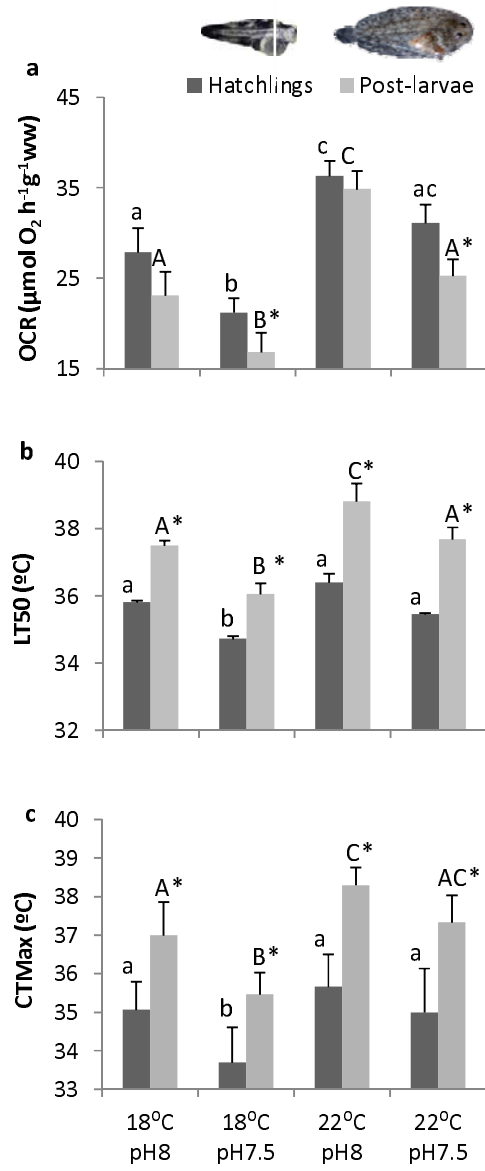 a
Hatchlings Post-larvae
OCR (µmol O₂ h⁻¹g⁻¹ww)
45
35
25
15
a A b B* c C ac A*
b
LT50 (ºC)
40
38
36
34
32
a A* b B* a C* a A*
c
CTMax (ºC)
40
39
38
37
36
35
34
33
a A* b B* a C* a AC*
18ºC 18ºC 22ºC 22ºC
pH8 pH7.5 pH8 pH7.5